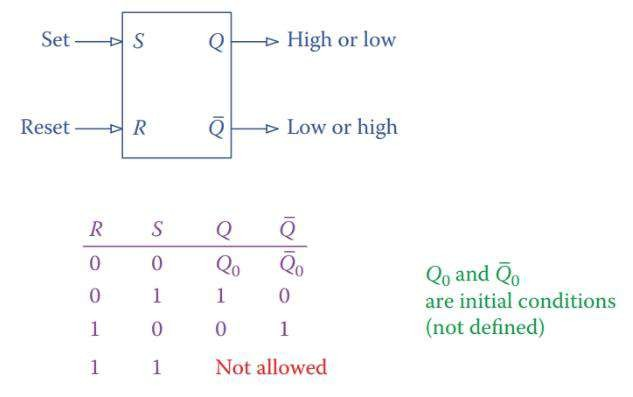 Set S Q High or low
Reset R Q̅ Low or high
R S Q Q̅
0 0 Q₀ Q̅₀
0 1 1 0
1 0 0 1
1 1 Not allowed
Q₀ and Q̅₀
are initial conditions
(not defined)